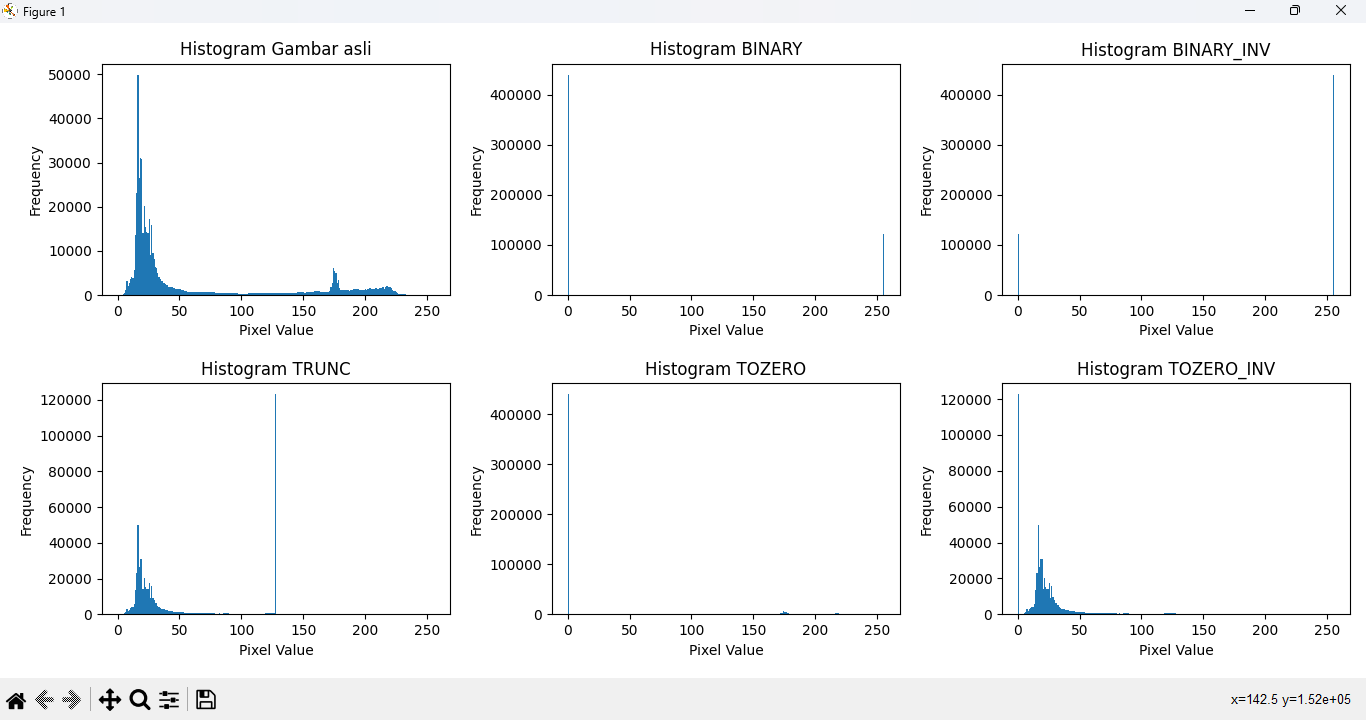 Figure 1
Histogram Gambar asli
Histogram BINARY
Histogram BINARY_INV
50000
40000
30000
20000
10000
0
Frequency
0 50 100 150 200 250
Pixel Value
400000
300000
200000
100000
0
Frequency
0 50 100 150 200 250
Pixel Value
400000
300000
200000
100000
0
Frequency
0 50 100 150 200 250
Pixel Value
Histogram TRUNC
Histogram TOZERO
Histogram TOZERO_INV
120000
100000
80000
60000
40000
20000
0
Frequency
0 50 100 150 200 250
Pixel Value
400000
300000
200000
100000
0
Frequency
0 50 100 150 200 250
Pixel Value
120000
100000
80000
60000
40000
20000
0
Frequency
0 50 100 150 200 250
Pixel Value
x=142.5 y=1.52e+05